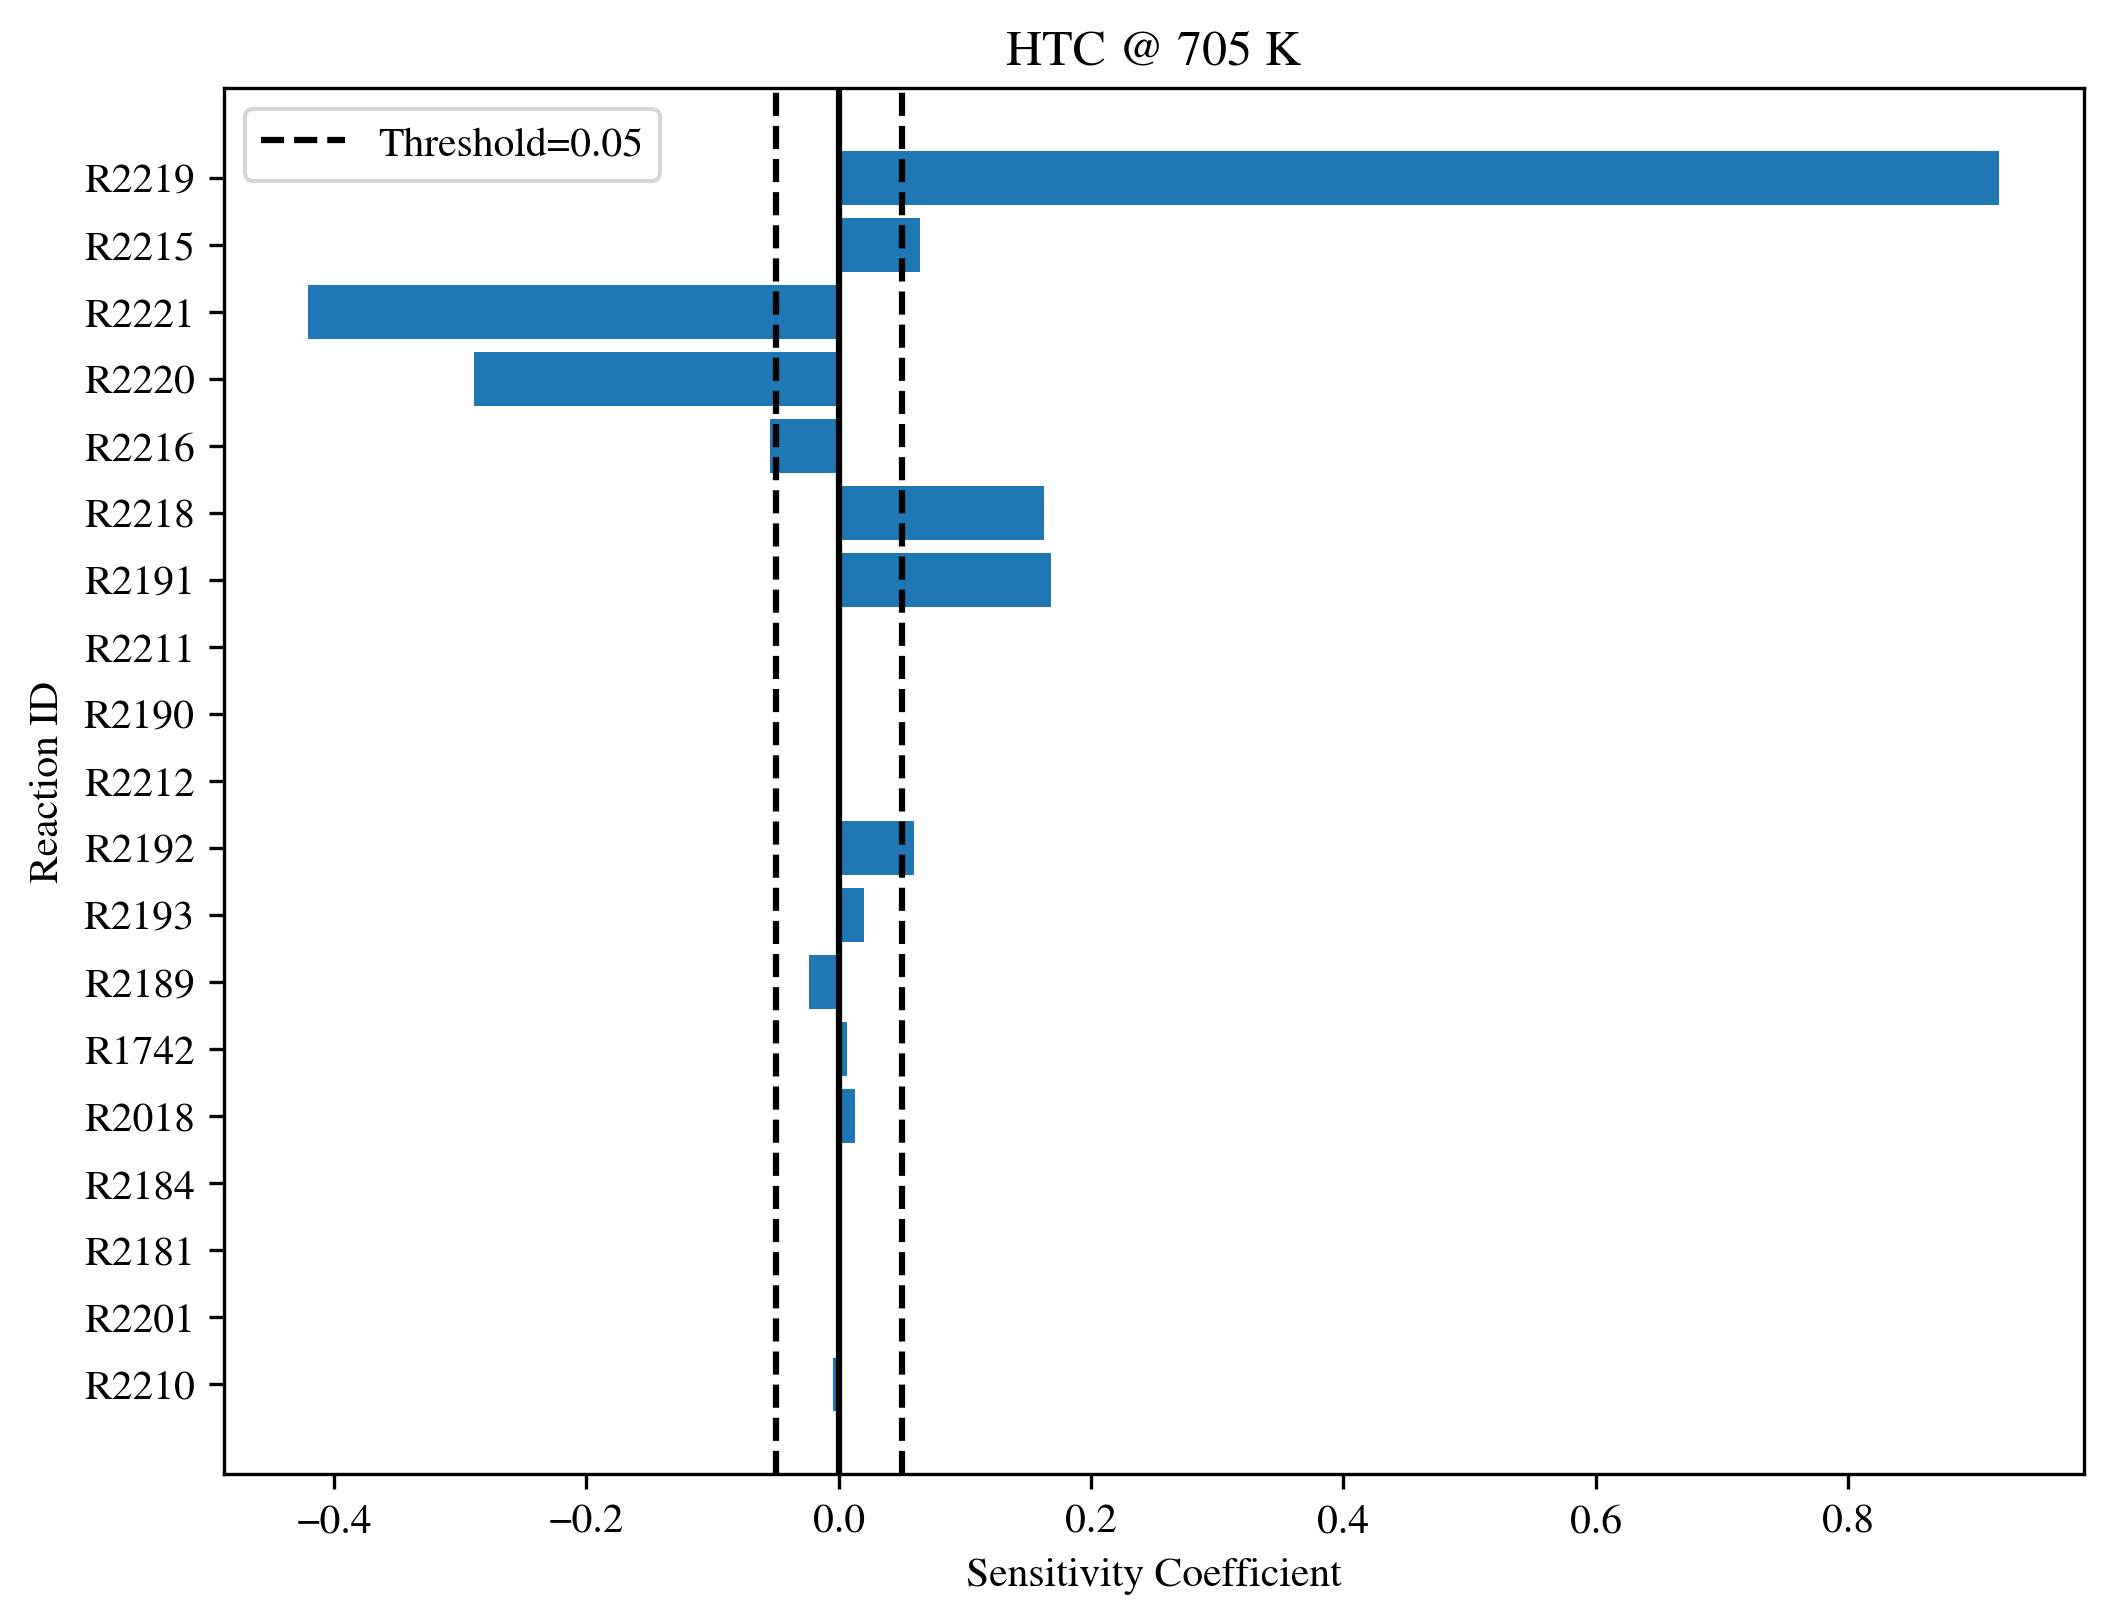 HTC @ 705 K
Threshold=0.05
R2219
R2215
R2221
R2220
R2216
R2218
R2191
R2211
R2190
R2212
R2192
R2193
R2189
R1742
R2018
R2184
R2181
R2201
R2210
Reaction ID
−0.4 −0.2 0.0 0.2 0.4 0.6 0.8
Sensitivity Coefficient